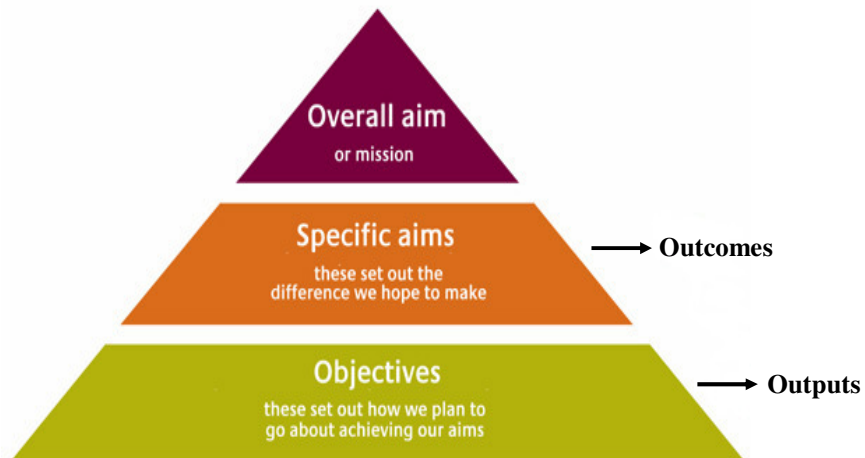 Overall aim
or mission
Specific aims
these set out the
difference we hope to make
Outcomes
Objectives
these set out how we plan to
go about achieving our aims
Outputs